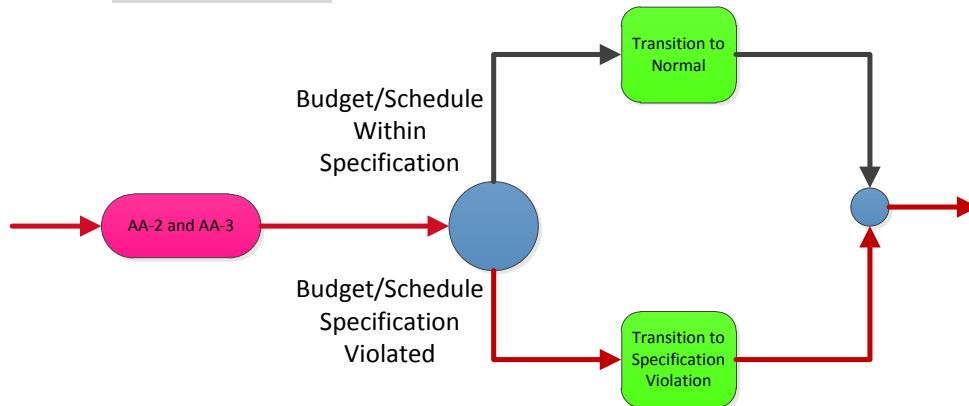 Transition to
Normal
Budget/Schedule
Within
Specification
AA-2 and AA-3
Budget/Schedule
Specification
Violated
Transition to
Specification
Violation